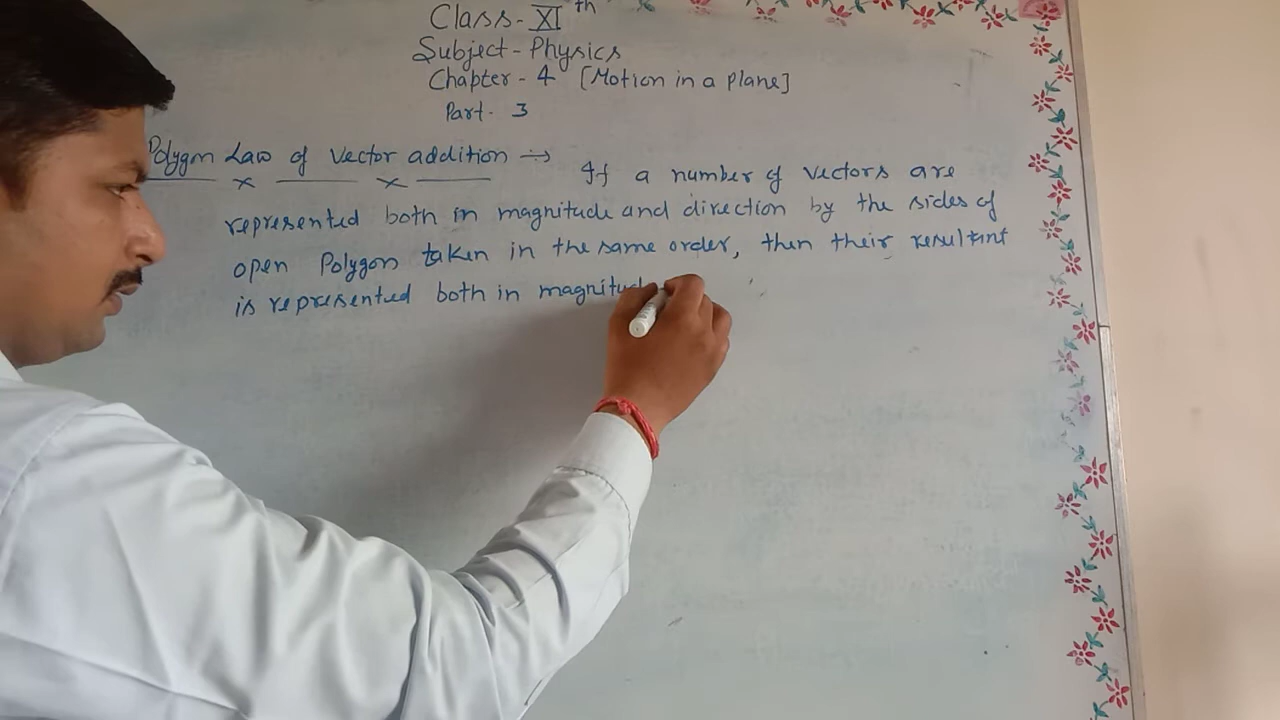 Class - XIth
Subject - Physics
Chapter - 4 [Motion in a plane]
Part - 3
Polygon Law of Vector addition → If a number of vectors are
represented both in magnitude and direction by the sides of
open Polygon taken in the same order, then their resultant
is represented both in magnitude